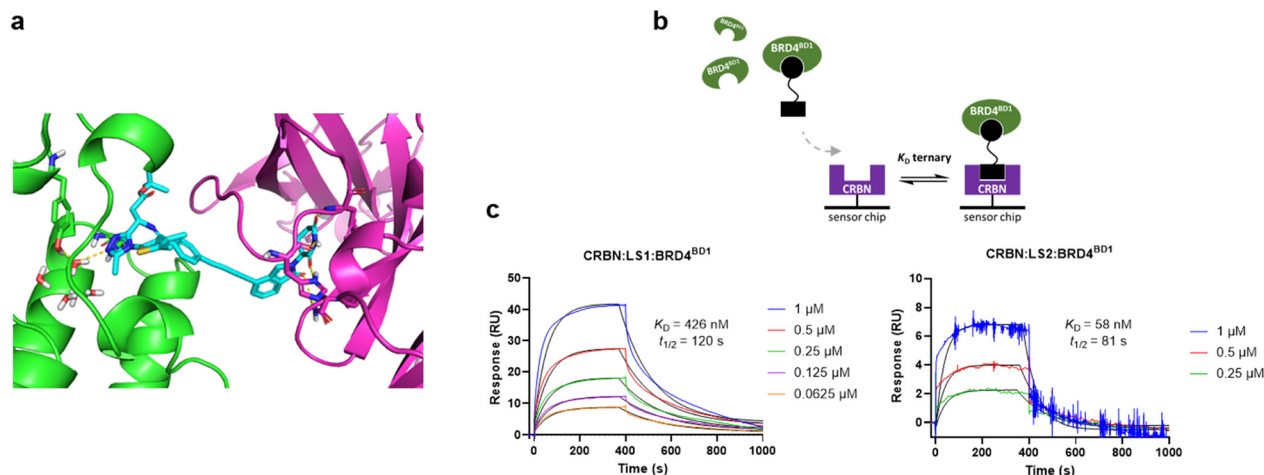 a
b
BRD4BD1
BRD4BD1
BRD4BD1
BRD4BD1
CRBN
KD ternary
CRBN
sensor chip
sensor chip
c
CRBN:LS1:BRD4BD1
Response (RU)
50
40
30
20
10
0
0
200
400
600
800
1000
Time (s)
KD = 426 nM
t1/2 = 120 s
1 µM
0.5 µM
0.25 µM
0.125 µM
0.0625 µM
CRBN:LS2:BRD4BD1
Response (RU)
10
8
6
4
2
0
0
200
400
600
800
1000
Time (s)
KD = 58 nM
t1/2 = 81 s
1 µM
0.5 µM
0.25 µM